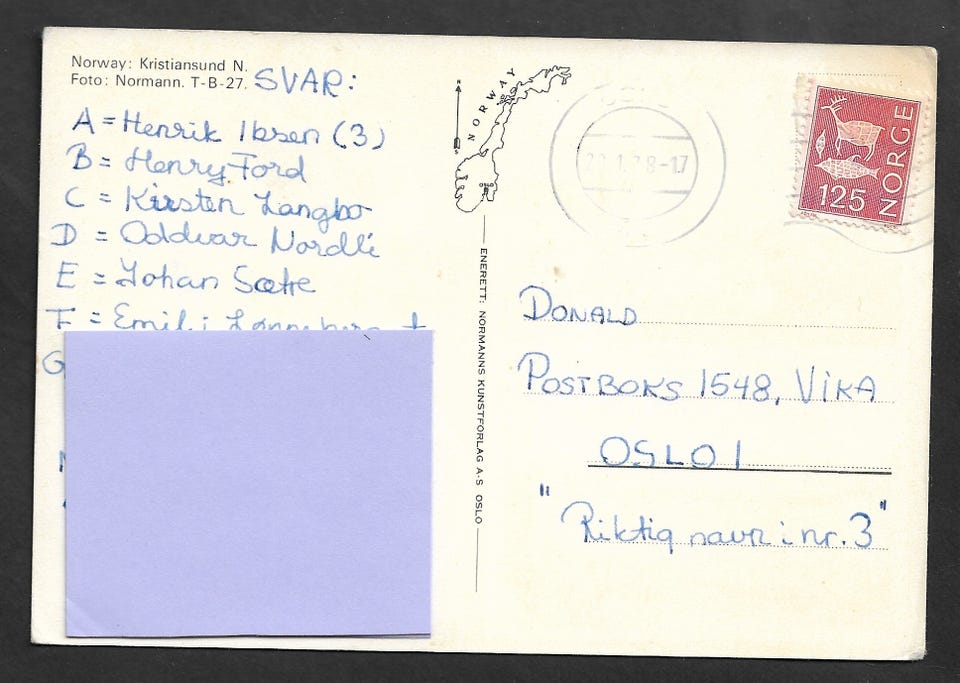 Norway: Kristiansund N.
Foto: Normann. T-B-27.
SVAR:
A = Henrik Ibsen (3)
B = Henry Ford
C = Kirsten Langbo
D = Oddvar Nordli
E = Johan Sætre
F = Emil i
G
NORWAY
OSLO
ENERETT: NORMANNS KUNSTFORLAG A-S OSLO
125 NORGE
DONALD
POSTBOKS 1548, VIKA
OSLO 1
"Riktig navn i nr. 3"